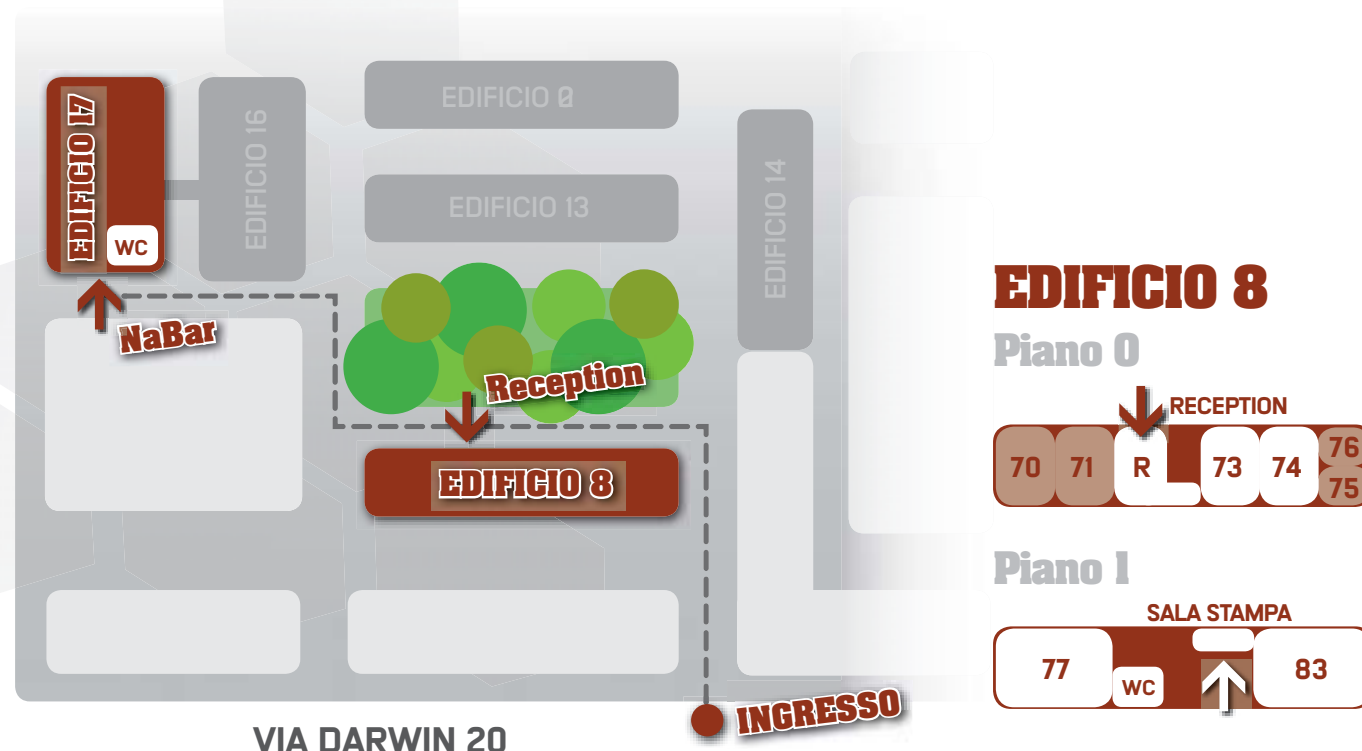 EDIFICIO 17
WC
EDIFICIO 16
EDIFICIO 0
EDIFICIO 13
EDIFICIO 14
NaBar
Reception
EDIFICIO 8
INGRESSO
VIA DARWIN 20
EDIFICIO 8
Piano 0
RECEPTION
70 71 R 73 74 76
75
Piano 1
SALA STAMPA
77 WC 83